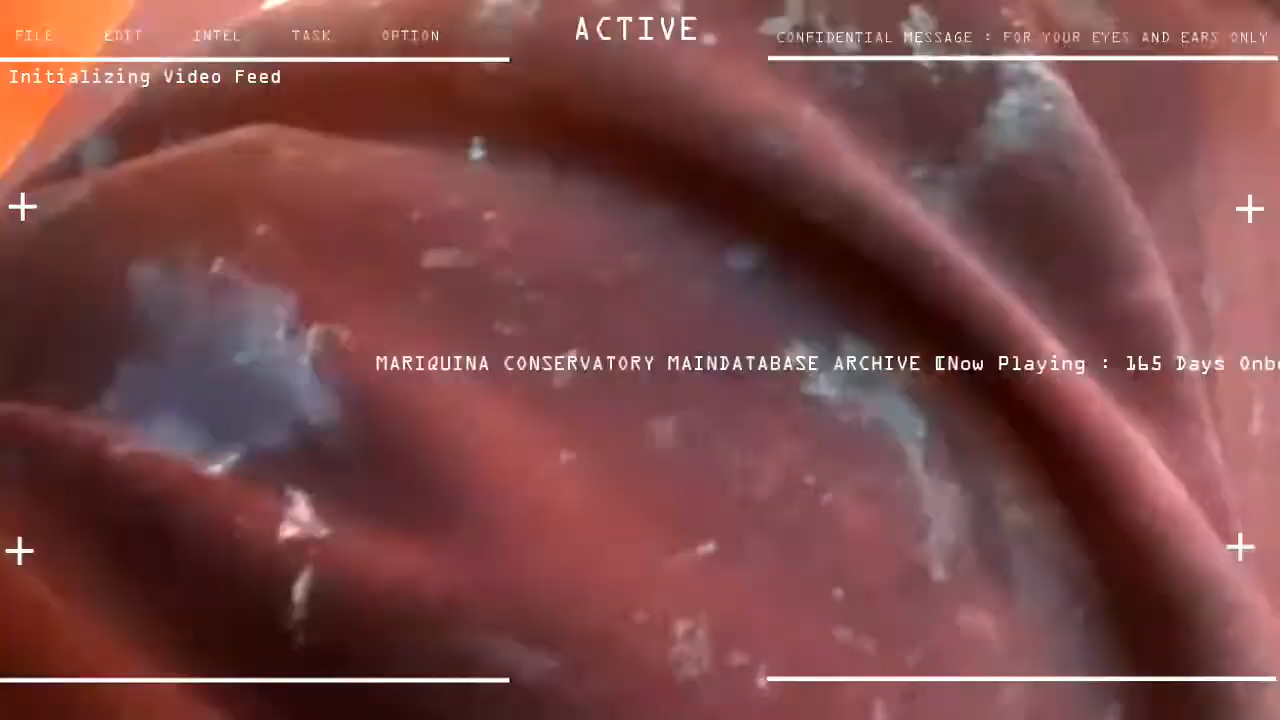 FILE EDIT INTEL TASK OPTION
ACTIVE
CONFIDENTIAL MESSAGE : FOR YOUR EYES AND EARS ONLY
Initializing Video Feed
MARIQUINA CONSERVATORY MAINDATABASE ARCHIVE [Now Playing : 165 Days